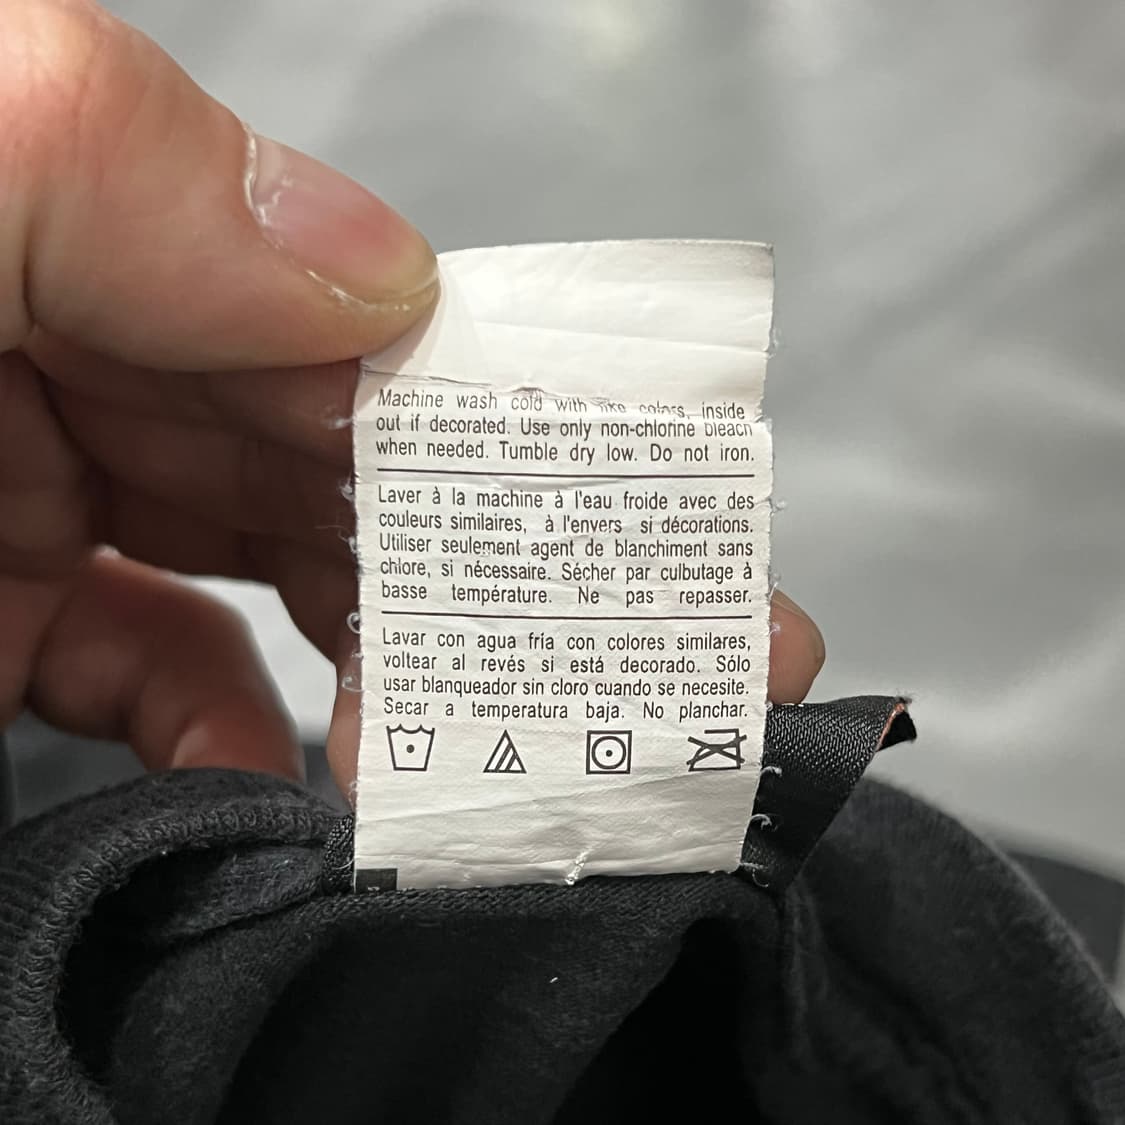 Machine wash cold with like colors, inside
out if decorated. Use only non-chlorine bleach
when needed. Tumble dry low. Do not iron.
Laver à la machine à l'eau froide avec des
couleurs similaires, à l'envers si décorations.
Utiliser seulement agent de blanchiment sans
chlore, si nécessaire. Sécher par culbutage à
basse température. Ne pas repasser.
Lavar con agua fría con colores similares,
voltear al revés si está decorado. Sólo
usar blanqueador sin cloro cuando se necesite.
Secar a temperatura baja. No planchar.